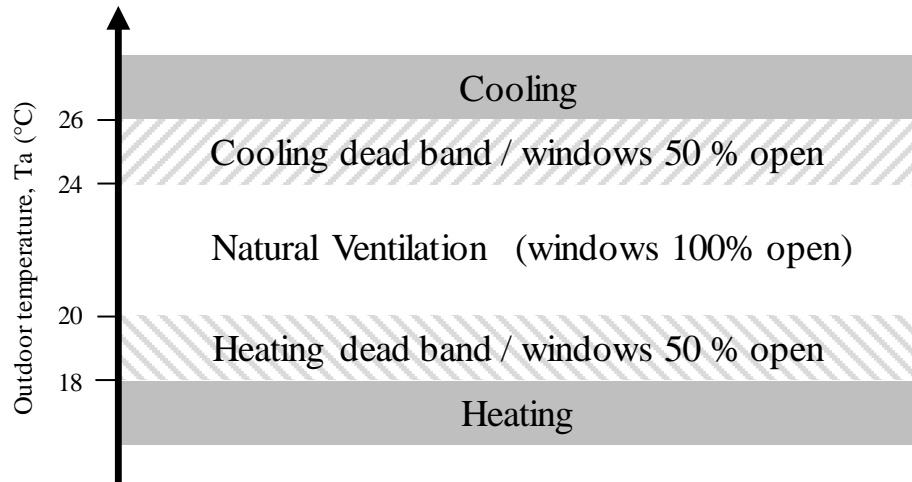 Outdoor temperature, Ta (°C)
Cooling
26
Cooling dead band / windows 50 % open
24
Natural Ventilation (windows 100% open)
20
Heating dead band / windows 50 % open
18
Heating